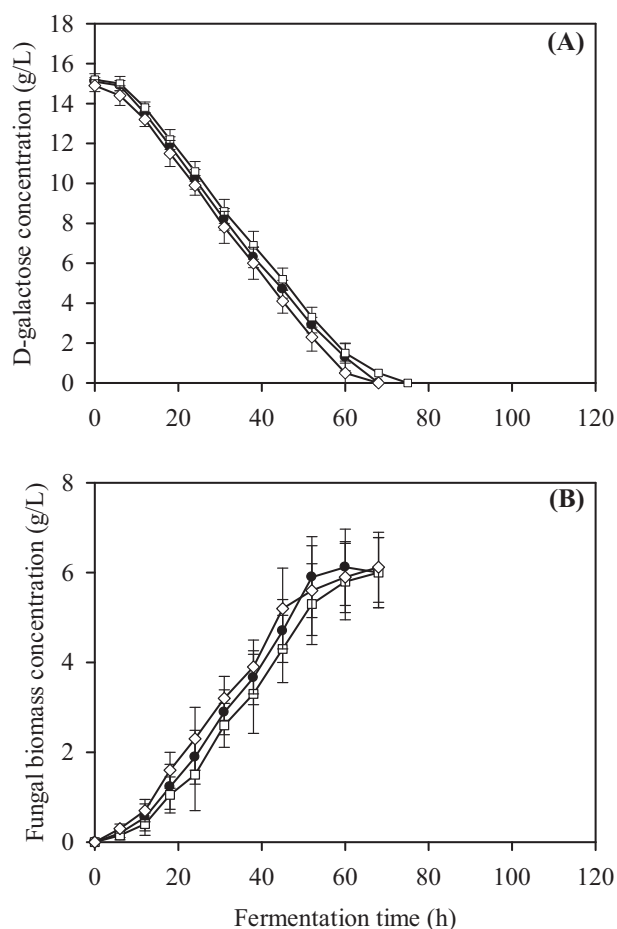 (A)
D-galactose concentration (g/L)
18
16
14
12
10
8
6
4
2
0
0 20 40 60 80 100 120
(B)
Fungal biomass concentration (g/L)
8
6
4
2
0
0 20 40 60 80 100 120
Fermentation time (h)